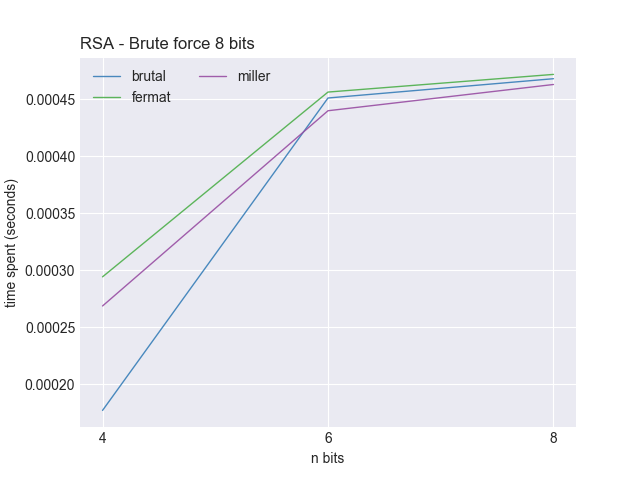 RSA - Brute force 8 bits
brutal
miller
fermat
0.00045
0.00040
0.00035
0.00030
0.00025
0.00020
time spent (seconds)
4
6
8
n bits